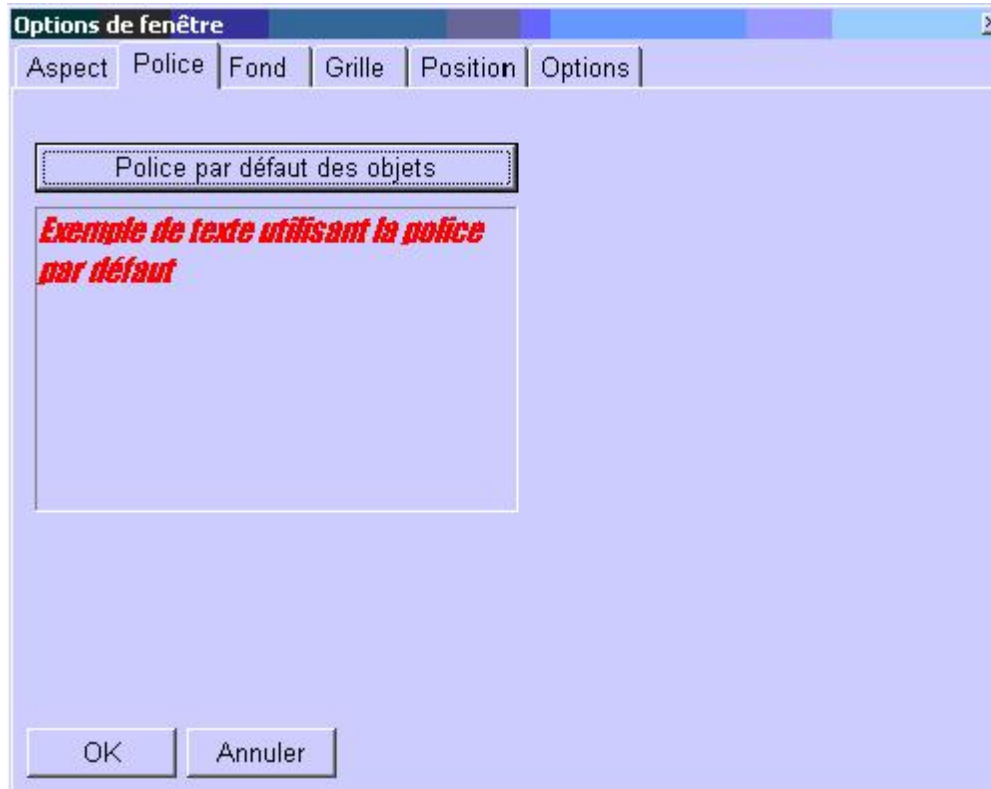 Options de fenêtre
Aspect Police Fond Grille Position Options
Police par défaut des objets
Exemple de texte utilisant la police
par défaut
OK Annuler